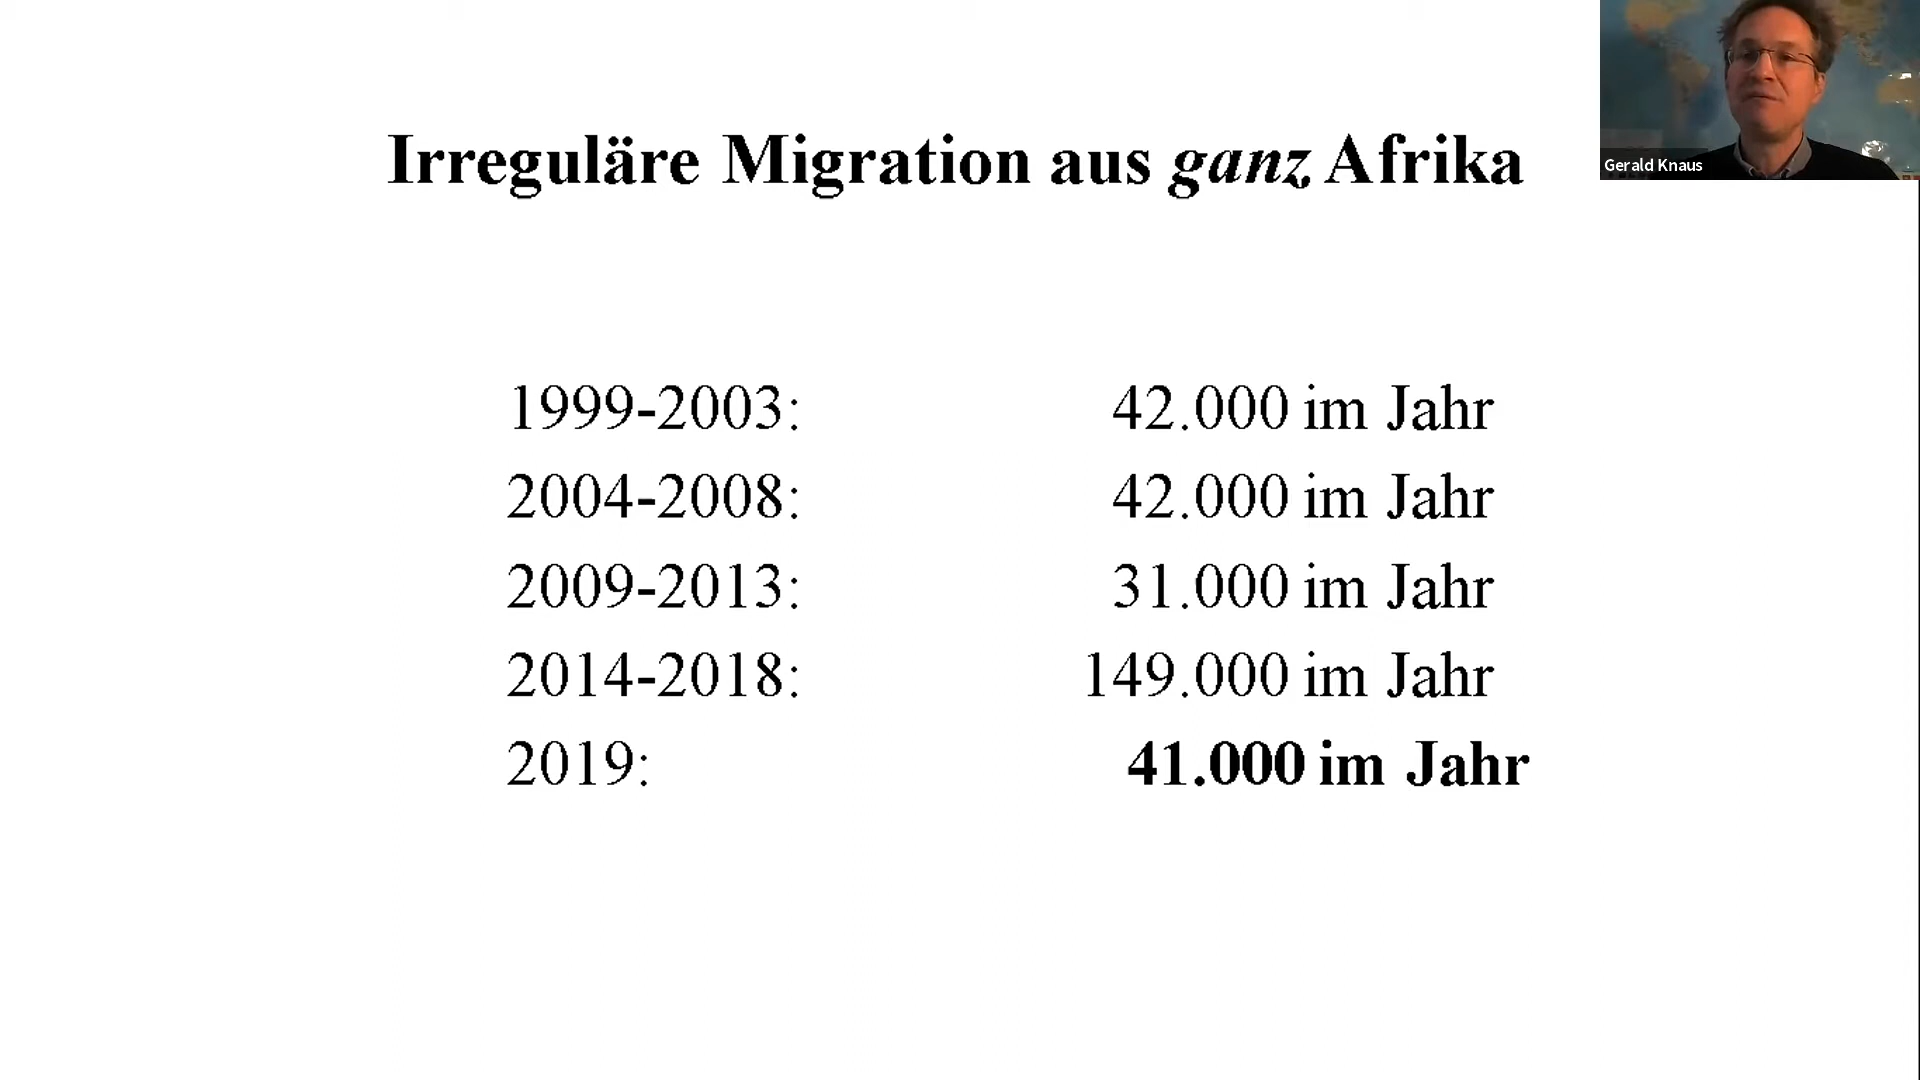 Irreguläre Migration aus ganz Afrika
Gerald Knaus
1999-2003: 42.000 im Jahr
2004-2008: 42.000 im Jahr
2009-2013: 31.000 im Jahr
2014-2018: 149.000 im Jahr
2019: 41.000 im Jahr